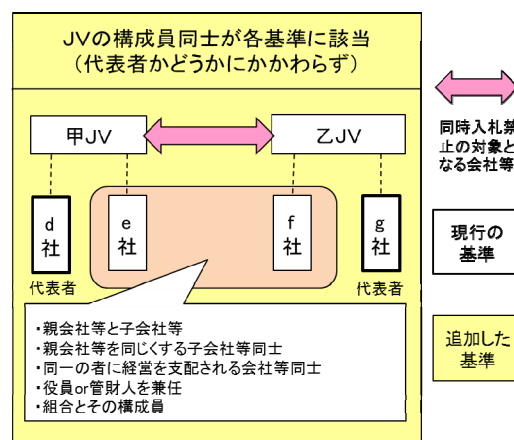 JVの構成員同士が各基準に該当
(代表者かどうかにかかわらず)
甲JV
乙JV
d
社
e
社
f
社
g
社
代表者
代表者
・親会社等と子会社等
・親会社等を同じくする子会社等同士
・同一の者に経営を支配される会社等同士
・役員or管財人を兼任
・組合とその構成員
同時入札禁
止の対象と
なる会社等
現行の
基準
追加した
基準